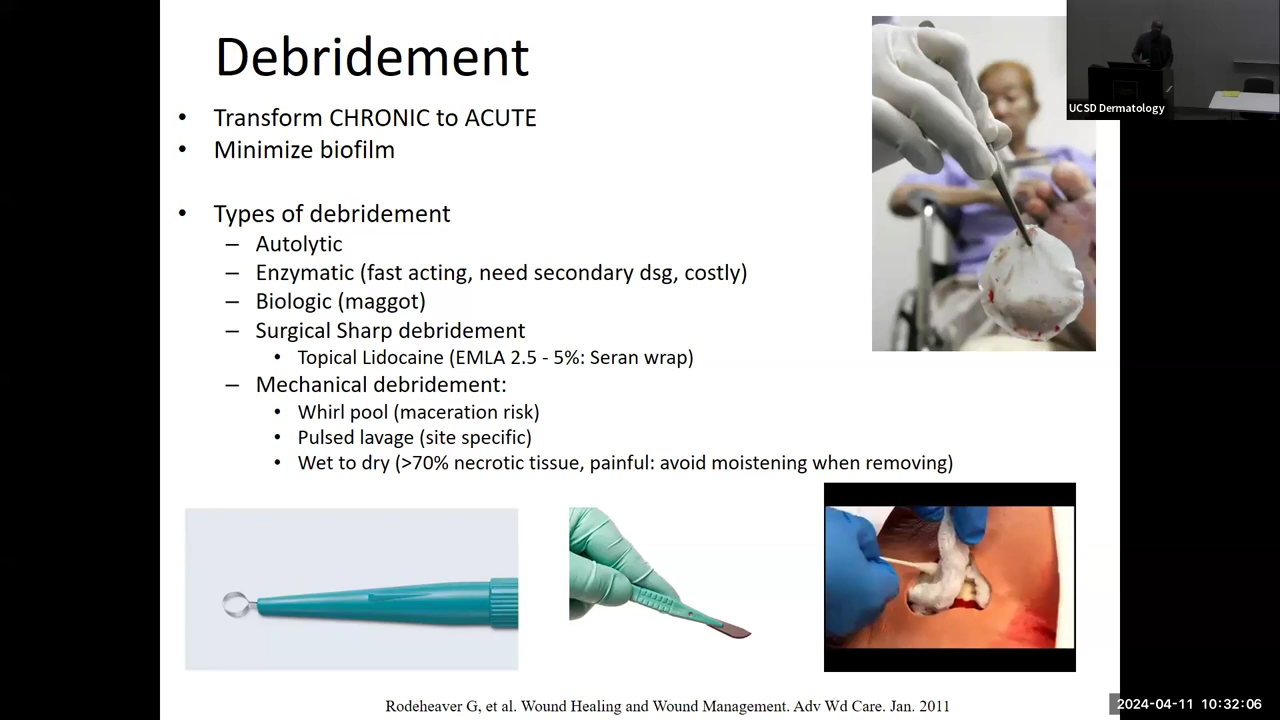 Debridement
• Transform CHRONIC to ACUTE
• Minimize biofilm
• Types of debridement
– Autolytic
– Enzymatic (fast acting, need secondary dsg, costly)
– Biologic (maggot)
– Surgical Sharp debridement
• Topical Lidocaine (EMLA 2.5 - 5%: Seran wrap)
– Mechanical debridement:
• Whirl pool (maceration risk)
• Pulsed lavage (site specific)
• Wet to dry (>70% necrotic tissue, painful: avoid moistening when removing)
Rodeheaver G, et al. Wound Healing and Wound Management. Adv Wd Care. Jan. 2011
UCSD Dermatology
2024-04-11 10:32:06